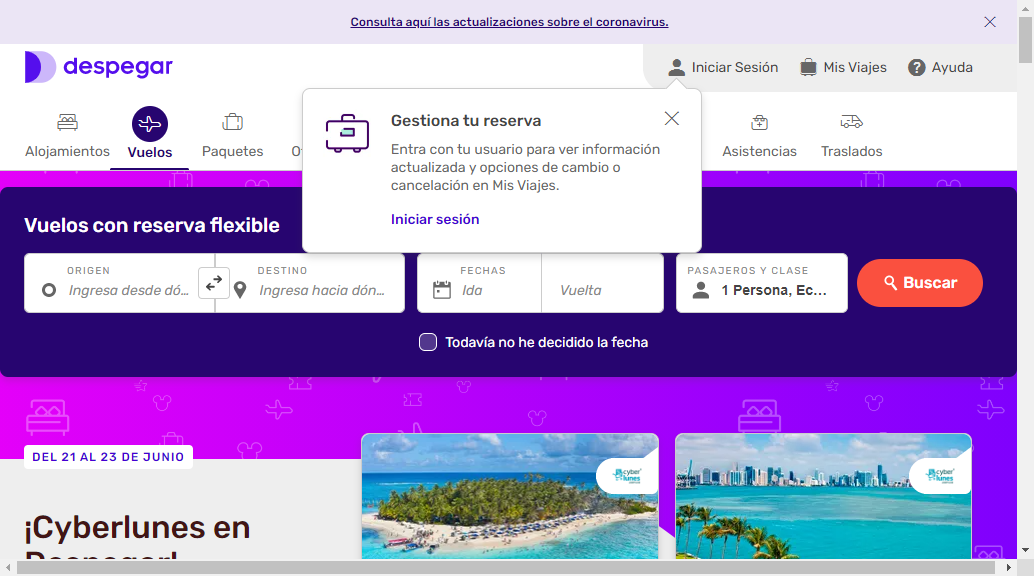 Consulta aquí las actualizaciones sobre el coronavirus.
despegar
Iniciar Sesión
Mis Viajes
? Ayuda
Alojamientos
Vuelos
Paquetes
Asistencias
Traslados
Gestiona tu reserva
Entra con tu usuario para ver información
actualizada y opciones de cambio o
cancelación en Mis Viajes.
Iniciar sesión
Vuelos con reserva flexible
ORIGEN
Ingresa desde dó...
DESTINO
Ingresa hacia dón...
FECHAS
Ida
Vuelta
PASAJEROS Y CLASE
1 Persona, Ec...
Buscar
Todavía no he decidido la fecha
DEL 21 AL 23 DE JUNIO
¡Cyberlunes en
Despegar!
cyber
lunes
cyber
lunes